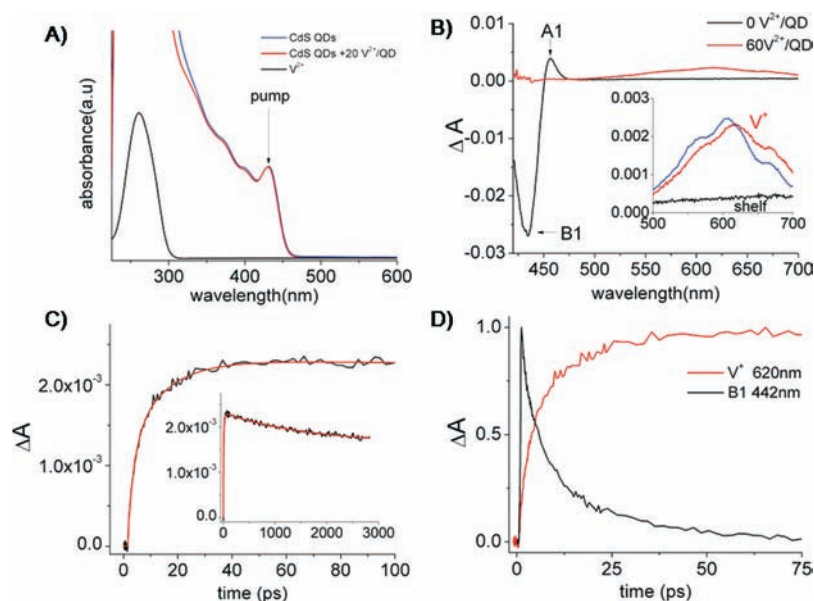 A)
CdS QDs
CdS QDs +20 V²⁺/QD
V²⁺
pump
absorbance(a.u)
300 400 500 600
wavelength(nm)
B)
A1
0 V²⁺/QD
60V²⁺/QD
0.01
0.00
-0.01
-0.02
-0.03
ΔA
B1
0.003
0.002
0.001
0.000
V⁺
shelf
500 600 700
450 500 550 600 650 700
wavelength(nm)
C)
2.0x10⁻³
1.0x10⁻³
0.0
ΔA
2.0x10⁻³
1.0x10⁻³
0.0
0 1000 2000 3000
0 20 40 60 80 100
time (ps)
D)
1.0
0.5
0.0
ΔA
V⁺ 620nm
B1 442nm
0 25 50 75
time (ps)